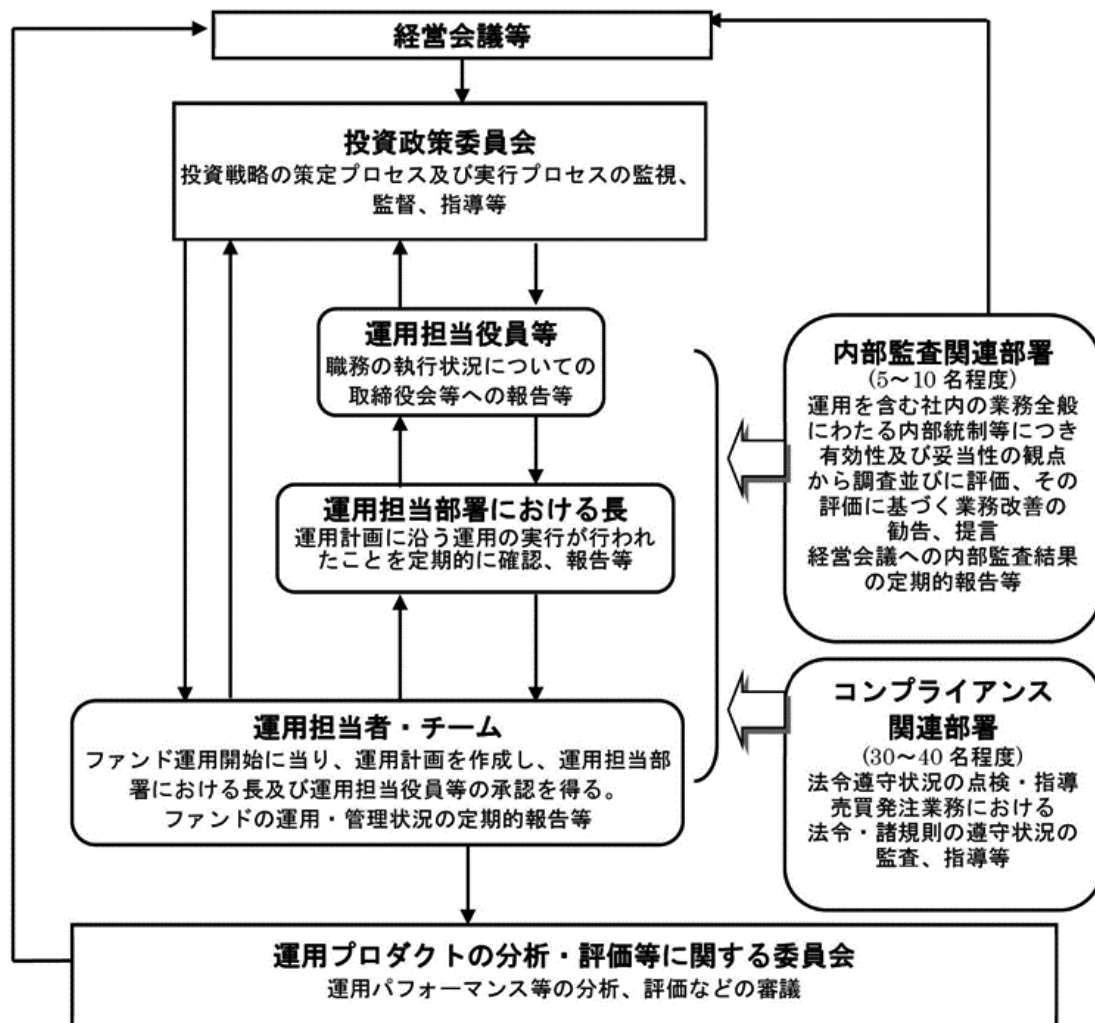 経営会議等
投資政策委員会
投資戦略の策定プロセス及び実行プロセスの監視、
監督、指導等
運用担当役員等
職務の執行状況についての
取締役会等への報告等
運用担当部署における長
運用計画に沿う運用の実行が行われ
たことを定期的に確認、報告等
運用担当者・チーム
ファンド運用開始に当り、運用計画を作成し、運用担当部
署における長及び運用担当役員等の承認を得る。
ファンドの運用・管理状況の定期的報告等
内部監査関連部署
(5～10 名程度)
運用を含む社内の業務全般
にわたる内部統制等につき
有効性及び妥当性の観点
から調査並びに評価、その
評価に基づく業務改善の
勧告、提言
経営会議への内部監査結果
の定期的報告等
コンプライアンス
関連部署
(30～40 名程度)
法令遵守状況の点検・指導
売買発注業務における
法令・諸規則の遵守状況の
監査、指導等
運用プロダクトの分析・評価等に関する委員会
運用パフォーマンス等の分析、評価などの審議